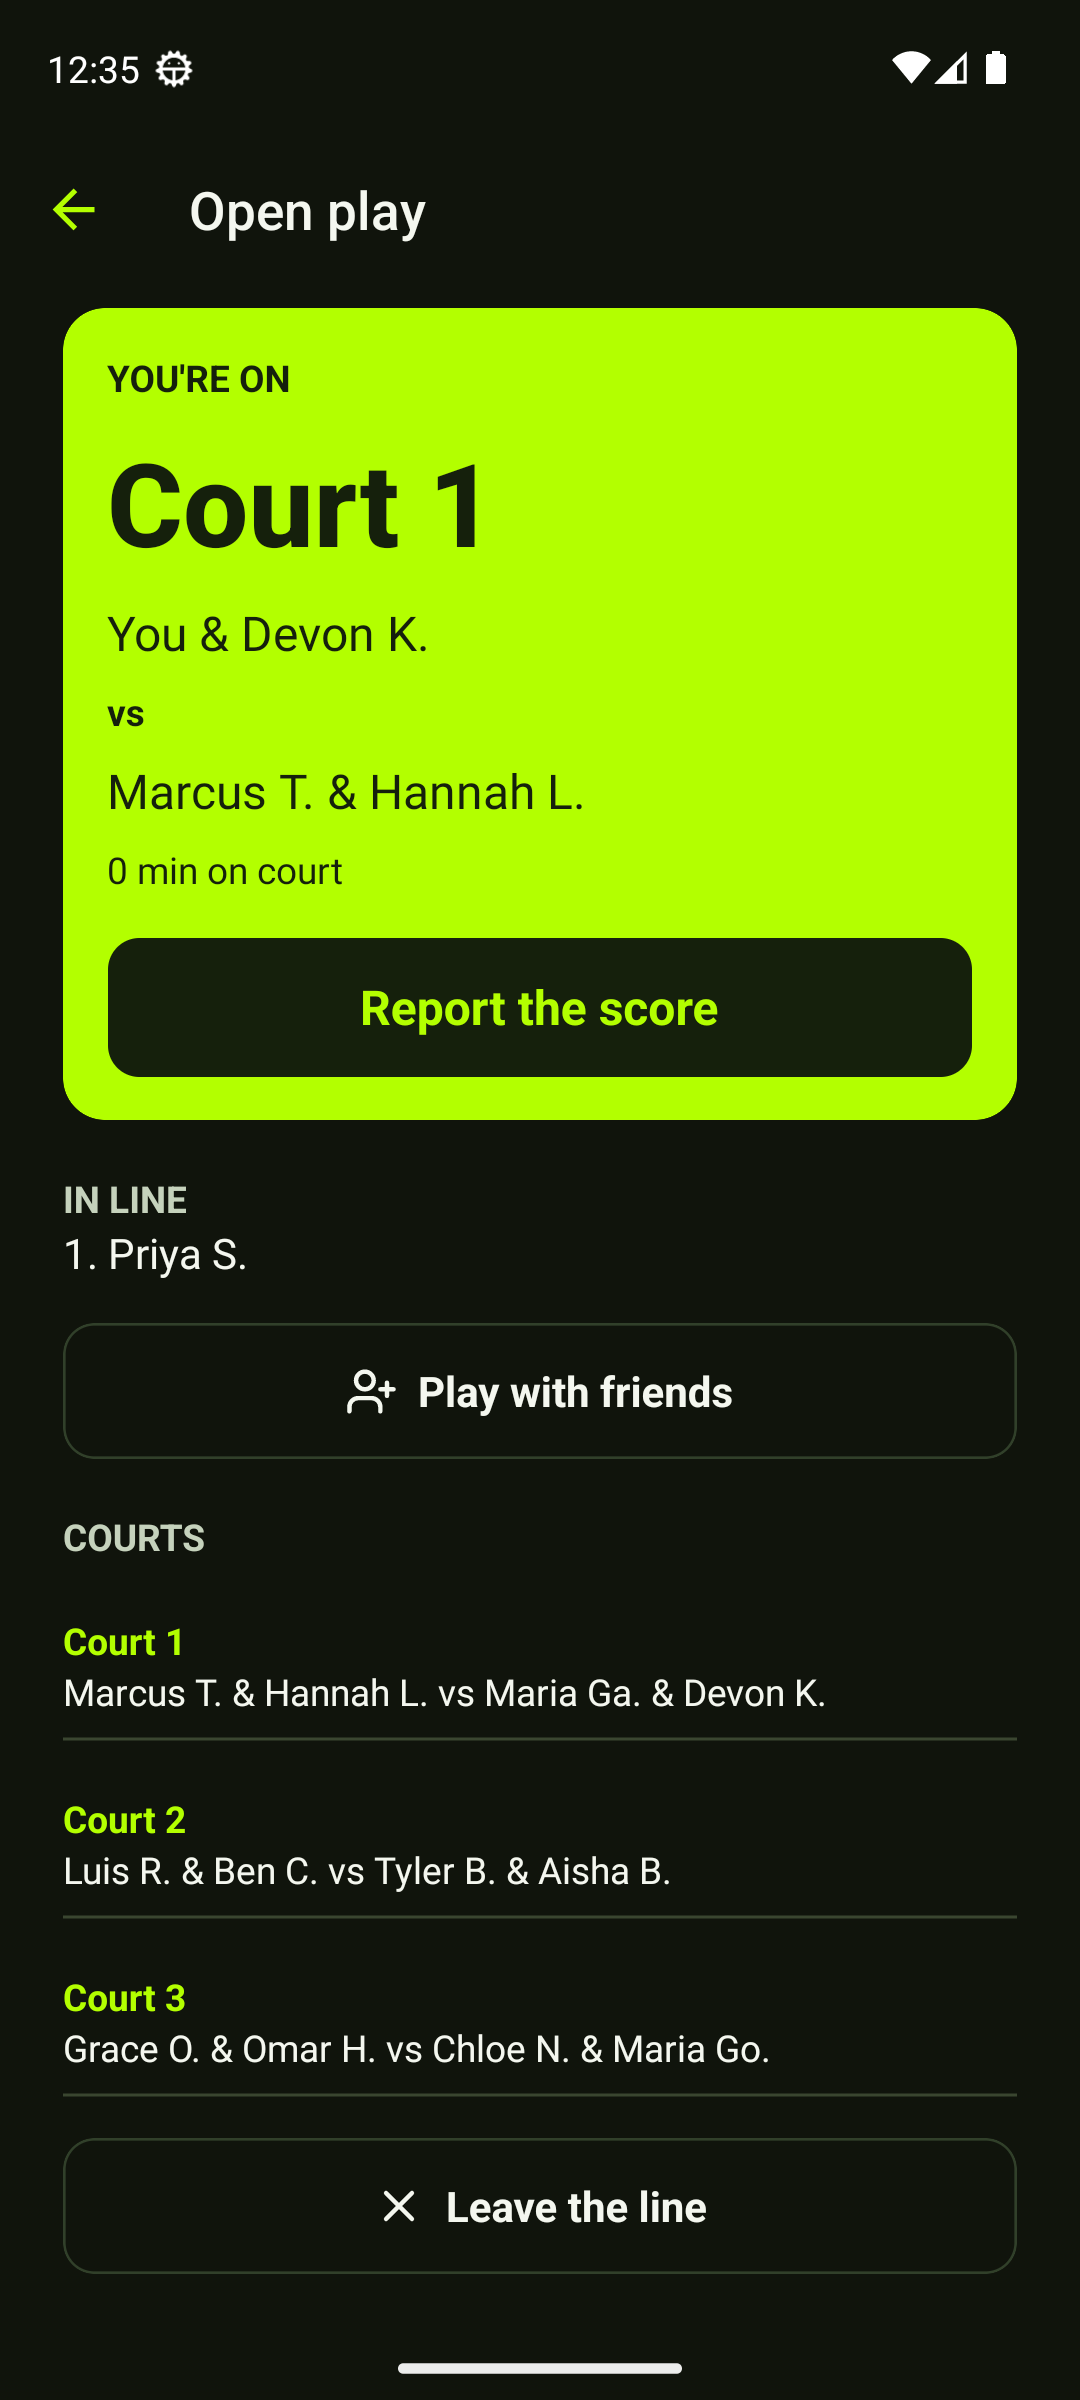 12:35
Open play
YOU'RE ON
Court 1
You & Devon K.
vs
Marcus T. & Hannah L.
0 min on court
Report the score
IN LINE
1. Priya S.
Play with friends
COURTS
Court 1
Marcus T. & Hannah L. vs Maria Ga. & Devon K.
Court 2
Luis R. & Ben C. vs Tyler B. & Aisha B.
Court 3
Grace O. & Omar H. vs Chloe N. & Maria Go.
Leave the line